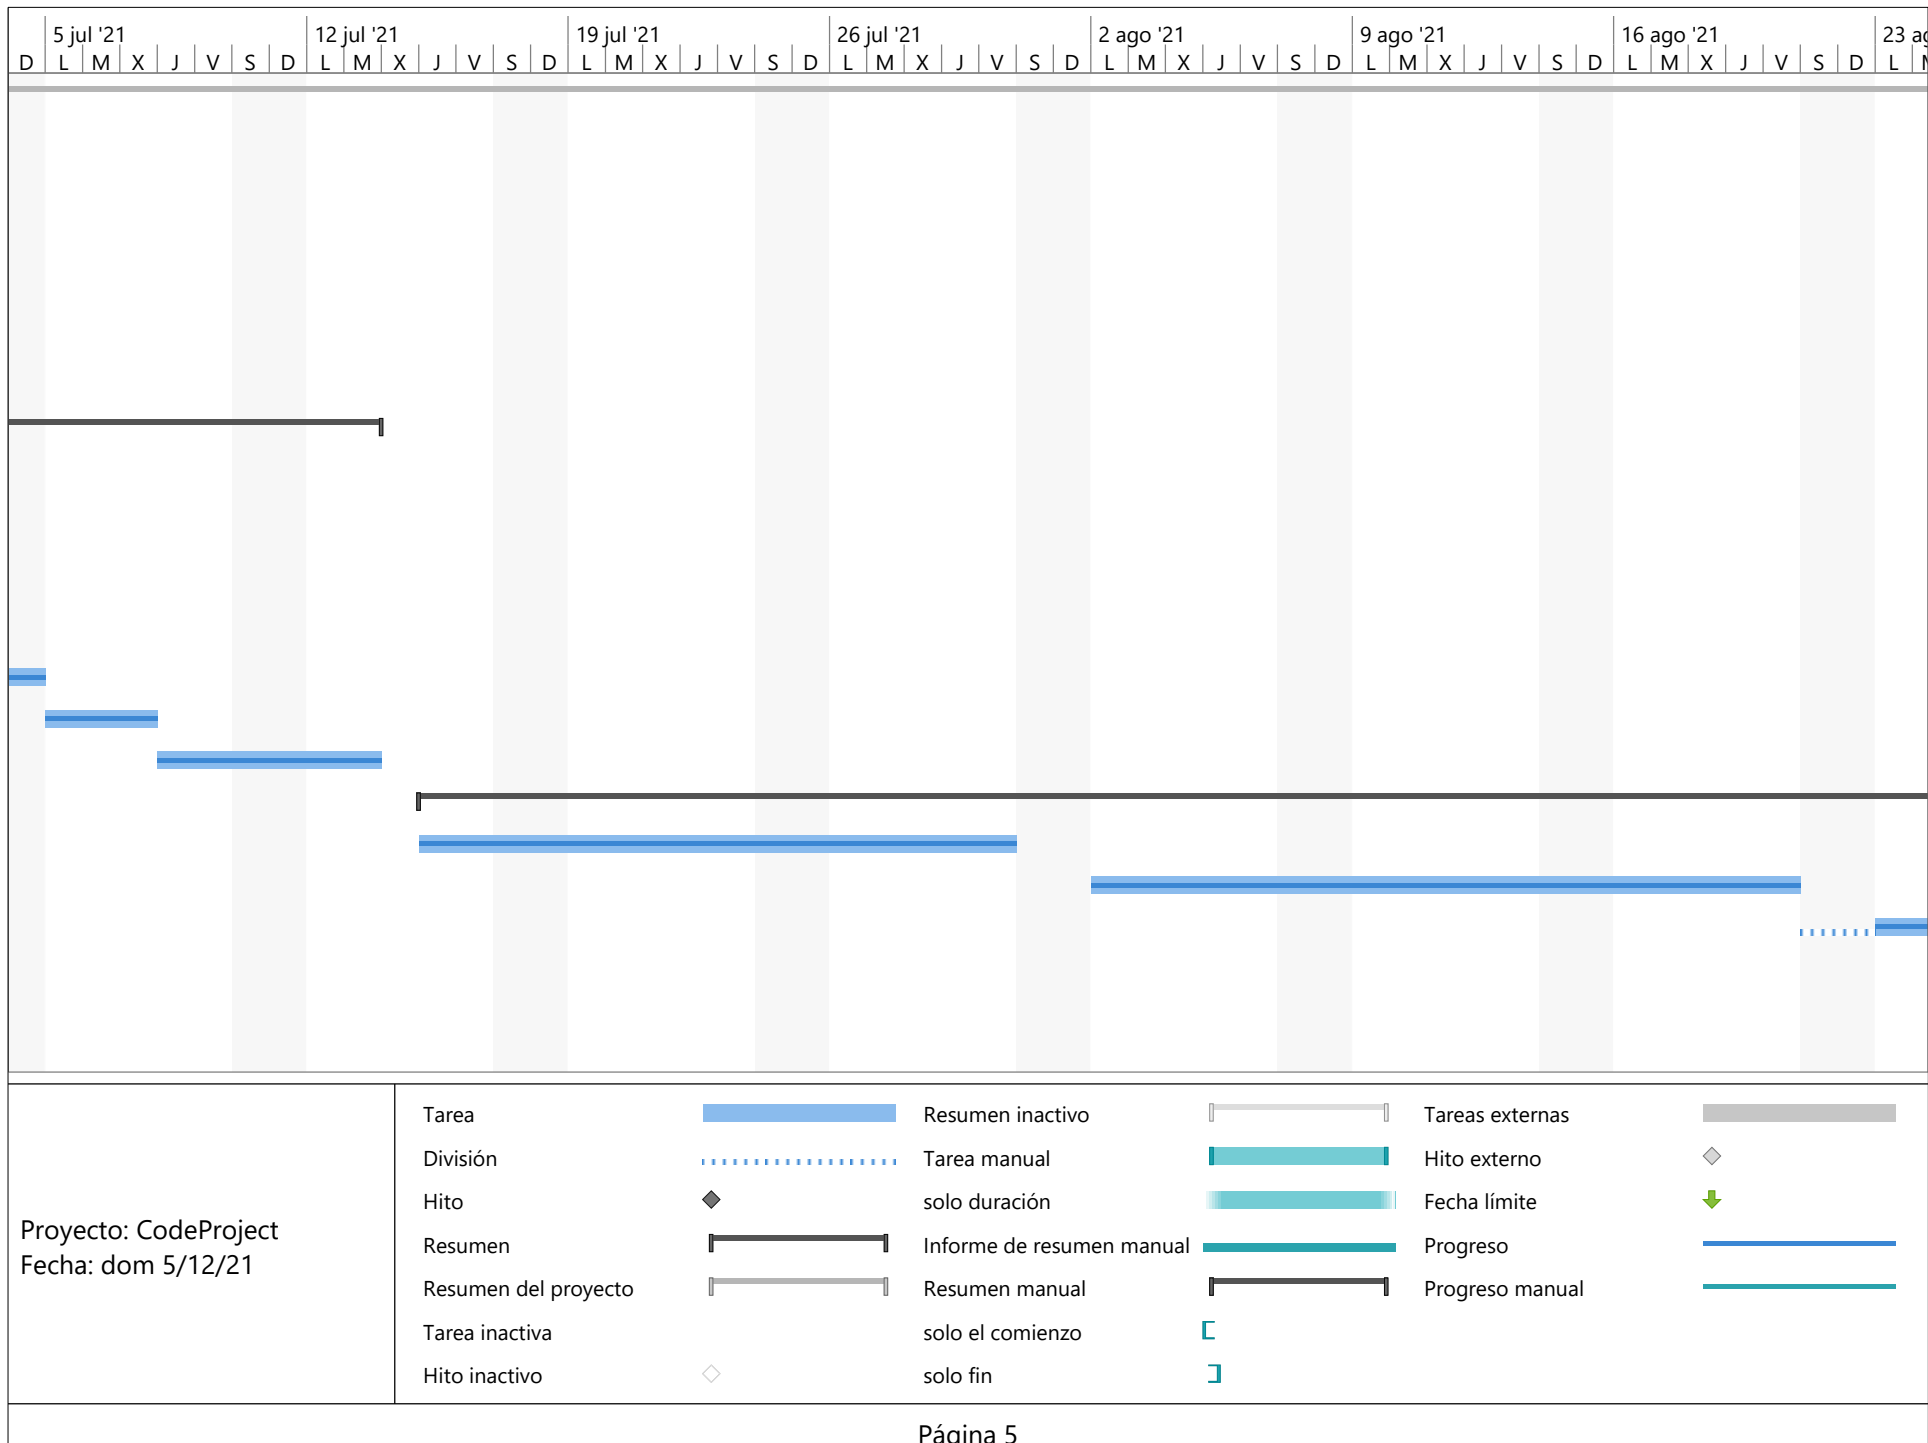 5 jul '21 12 jul '21 19 jul '21 26 jul '21 2 ago '21 9 ago '21 16 ago '21 23 ag
D L M X J V S D L M X J V S D L M X J V S D L M X J V S D L M X J V S D L M X J V S D L M X J V S D L M
Tarea
División
Hito
Resumen
Resumen del proyecto
Tarea inactiva
Hito inactivo
Resumen inactivo
Tarea manual
solo duración
Informe de resumen manual
Resumen manual
solo el comienzo
solo fin
Tareas externas
Hito externo
Fecha límite
Progreso
Progreso manual
Proyecto: CodeProject
Fecha: dom 5/12/21
Página 5